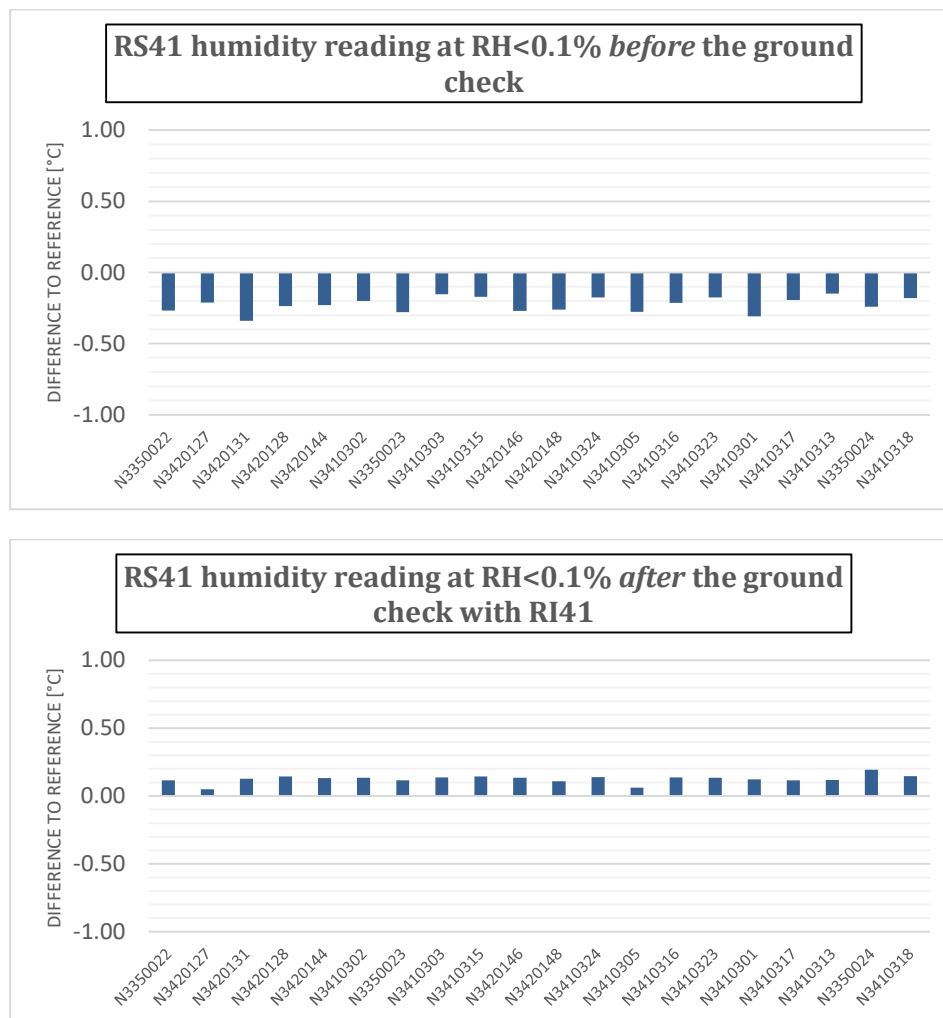 RS41 humidity reading at RH<0.1% before the ground
check
DIFFERENCE TO REFERENCE [°C]
1.00
0.50
0.00
-0.50
-1.00
N3350022
N3420127
N3420131
N3420128
N3420144
N3410302
N3350023
N3410303
N3410315
N3420146
N3420148
N3410324
N3410305
N3410316
N3410323
N3410301
N3410317
N3410313
N3350024
N3410318
RS41 humidity reading at RH<0.1% after the ground
check with RI41
DIFFERENCE TO REFERENCE [°C]
1.00
0.50
0.00
-0.50
-1.00
N3350022
N3420127
N3420131
N3420128
N3420144
N3410302
N3350023
N3410303
N3410315
N3420146
N3420148
N3410324
N3410305
N3410316
N3410323
N3410301
N3410317
N3410313
N3350024
N3410318